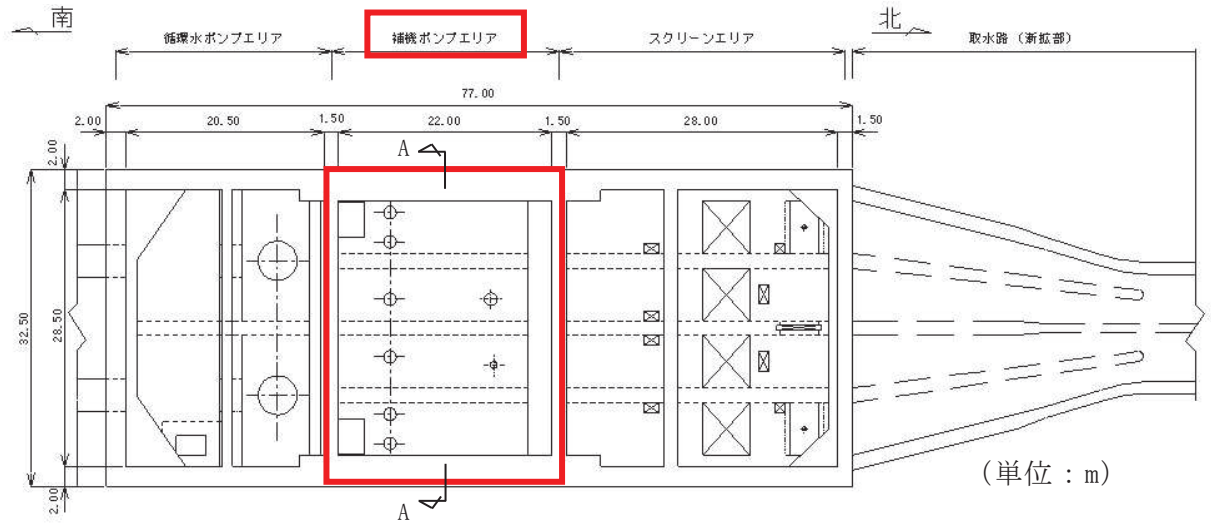 南
北
循環水ポンプエリア
補機ポンプエリア
スクリーンエリア
取水路（漸拡部）
77.00
2.00
20.50
1.50
22.00
1.50
28.00
1.50
2.00
A
32.50
28.50
2.00
A
(単位：m)